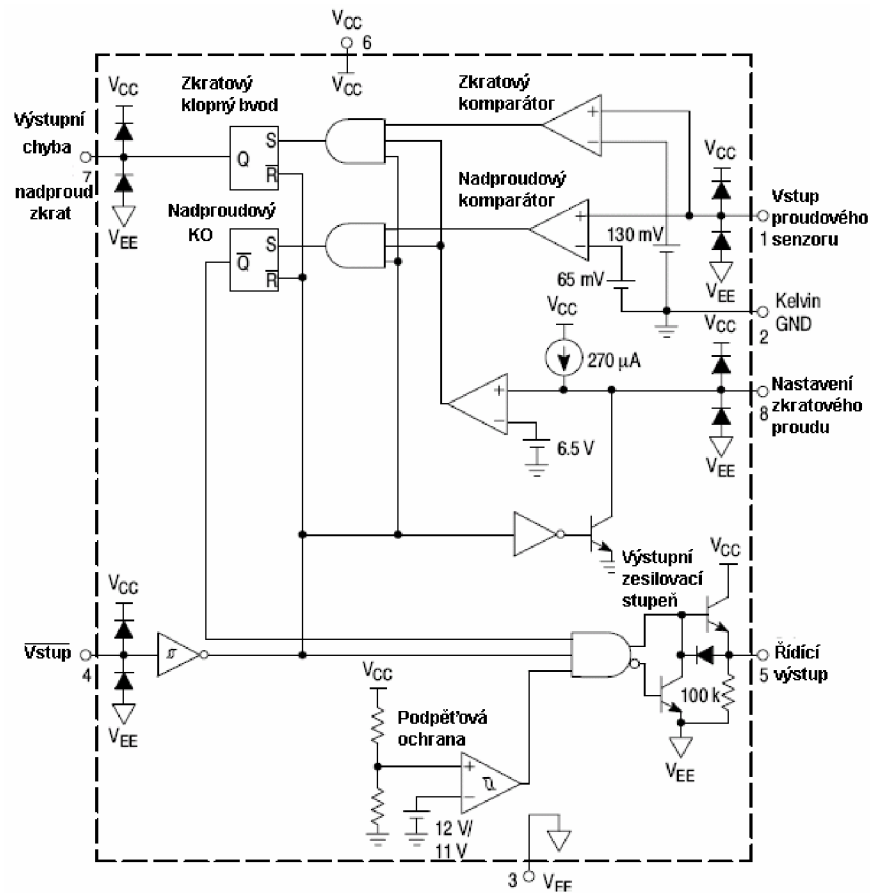 VCC
6
VCC
VCC
Zkratový
klopný bvod
Zkratový
komparátor
Výstupní
chyba
7
nadproud
zkrat
Q
S
R
VCC
VEE
Nadproudový
KO
Q
S
R
Nadproudový
komparátor
+
−
+
−
130 mV
65 mV
Vstup
proudového
1 senzoru
VEE
Kelvin
GND
2
VCC
VCC
270 µA
Nastavení
8 zkratového
proudu
+
−
6.5 V
VEE
Výstupní
zesilovací
stupeň
VCC
VCC
Vstup
4
VEE
Řídící
5 výstup
100 k
VEE
VCC
Podpěťová
ochrana
+
−
12 V/
11 V
3
VEE